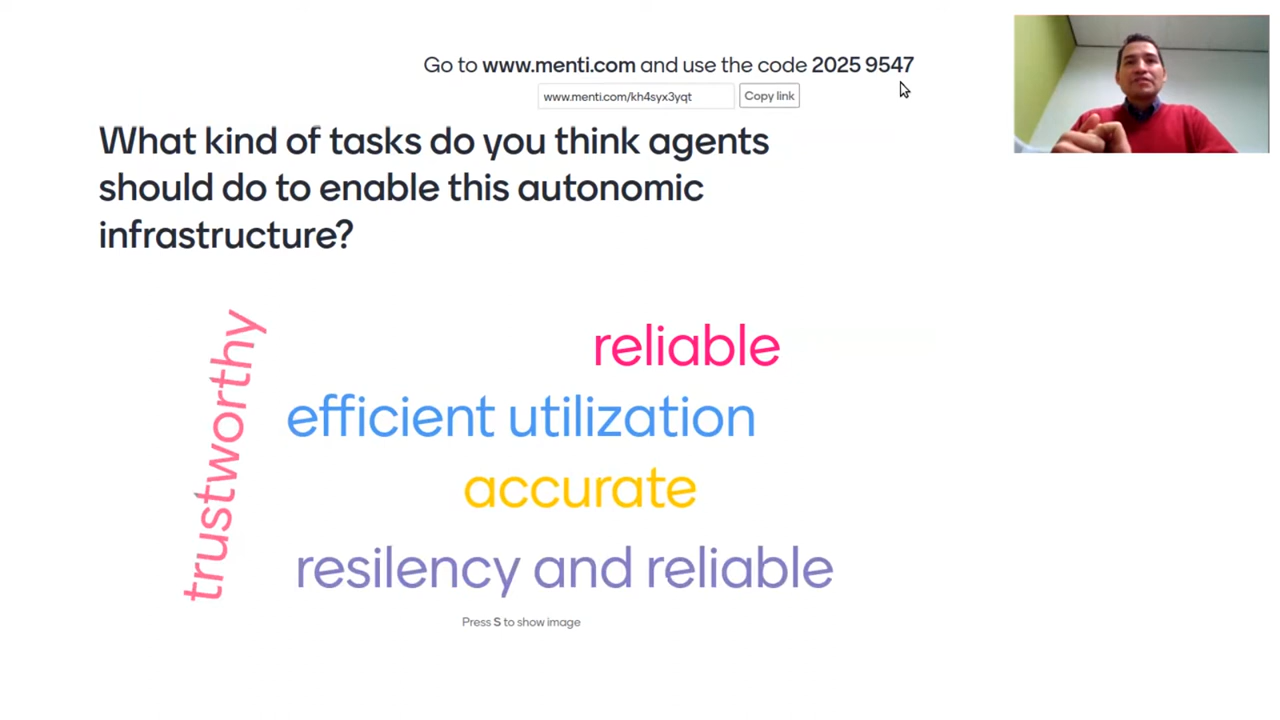 Go to www.menti.com and use the code 2025 9547
www.menti.com/kh4syx3yqt
Copy link
What kind of tasks do you think agents
should do to enable this autonomic
infrastructure?
trustworthy
reliable
efficient utilization
accurate
resilency and reliable
Press S to show image